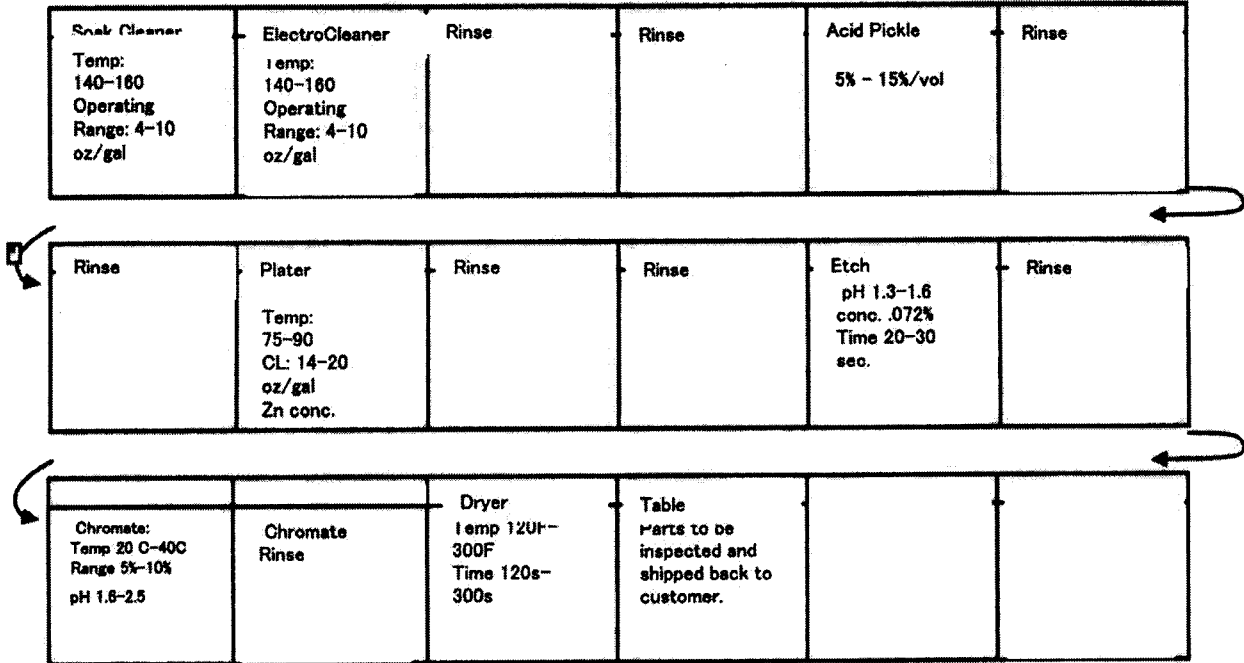 Soak Cleaner
Temp:
140-160
Operating
Range: 4-10
oz/gal
ElectroCleaner
Temp:
140-160
Operating
Range: 4-10
oz/gal
Rinse
Rinse
Acid Pickle
5% - 15%/vol
Rinse
Rinse
Plater
Temp:
75-90
CL: 14-20
oz/gal
Zn conc.
Rinse
Rinse
Etch
pH 1.3-1.6
conc. .072%
Time 20-30
sec.
Rinse
Chromate:
Temp 20 C-40C
Range 5%-10%
pH 1.6-2.5
Chromate
Rinse
Dryer
Temp 120F-
300F
Time 120s-
300s
Table
Parts to be
inspected and
shipped back to
customer.